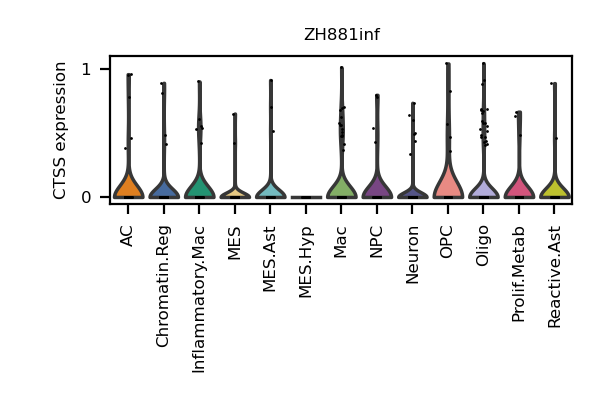 ZH881inf
CTSS expression
1
0
AC
Chromatin.Reg
Inflammatory.Mac
MES
MES.Ast
MES.Hyp
Mac
NPC
Neuron
OPC
Oligo
Prolif.Metab
Reactive.Ast